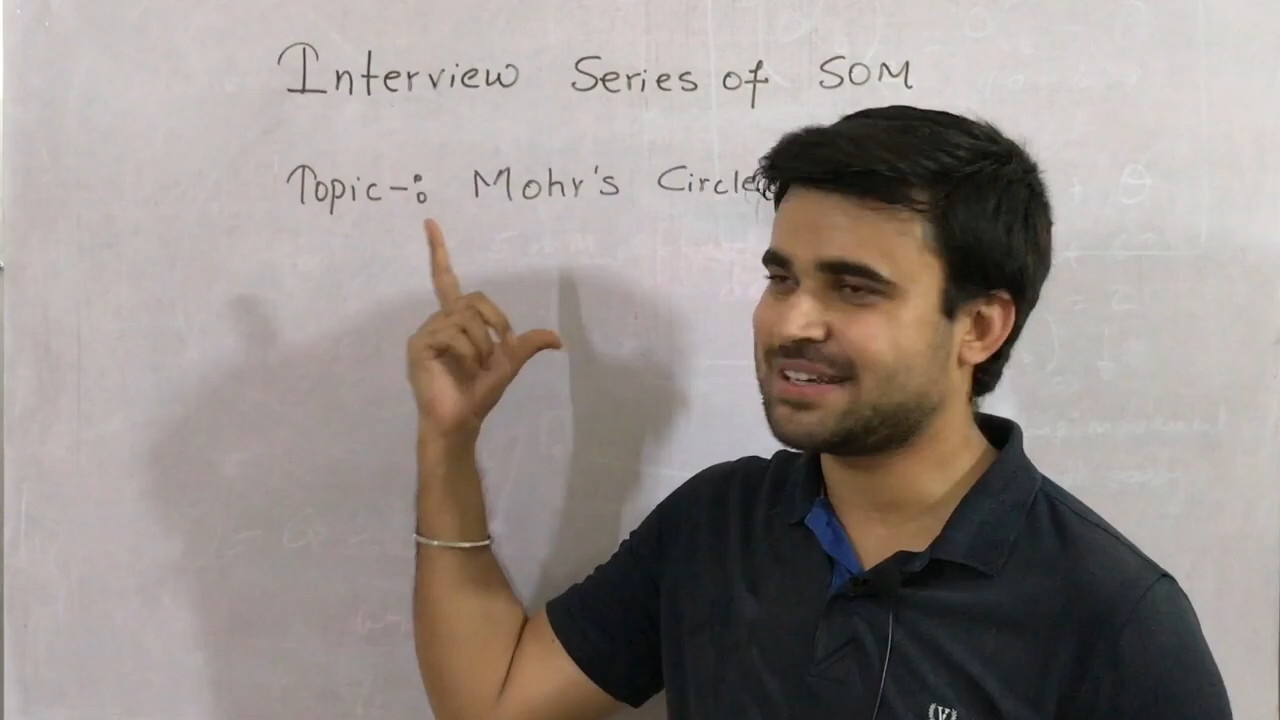 Interview Series of SOM
Topic-: Mohr's Circle
θ